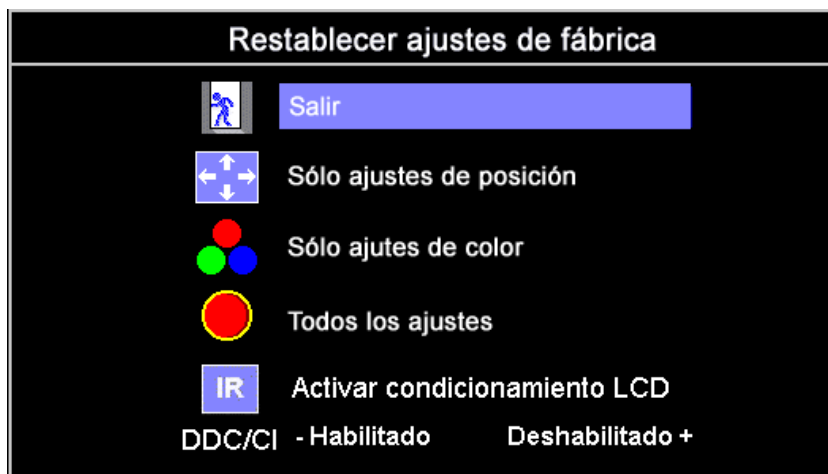 Restablecer ajustes de fábrica
Salir
Sólo ajustes de posición
Sólo ajutes de color
Todos los ajustes
IR Activar condicionamiento LCD
DDC/CI - Habilitado Deshabilitado +